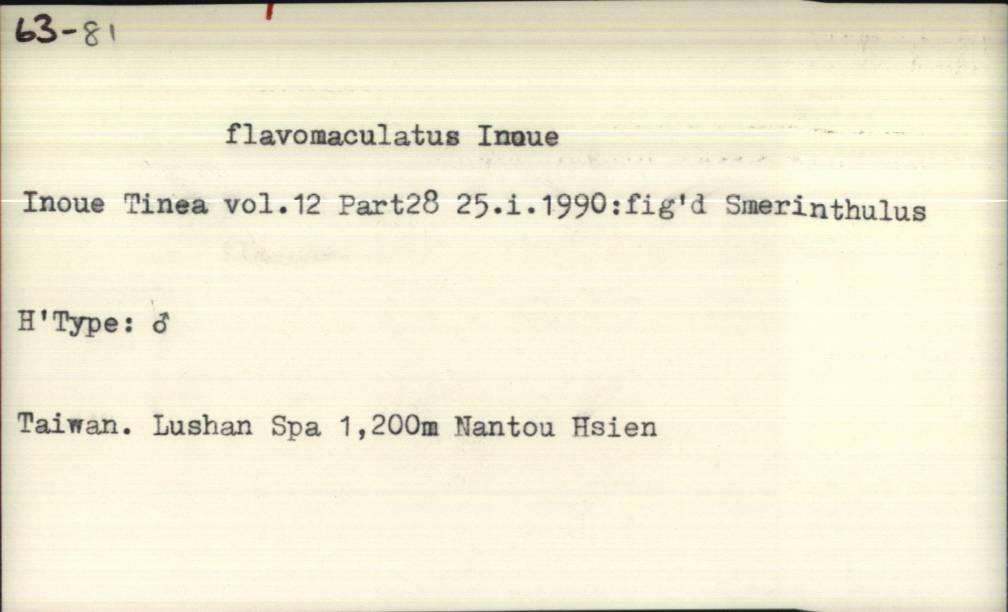 63-81
flavomaculatus Inoue
Inoue Tinea vol.12 Part28 25.i.1990:fig'd Smerinthulus
H'Type: ♂
Taiwan. Lushan Spa 1,200m Nantou Hsien